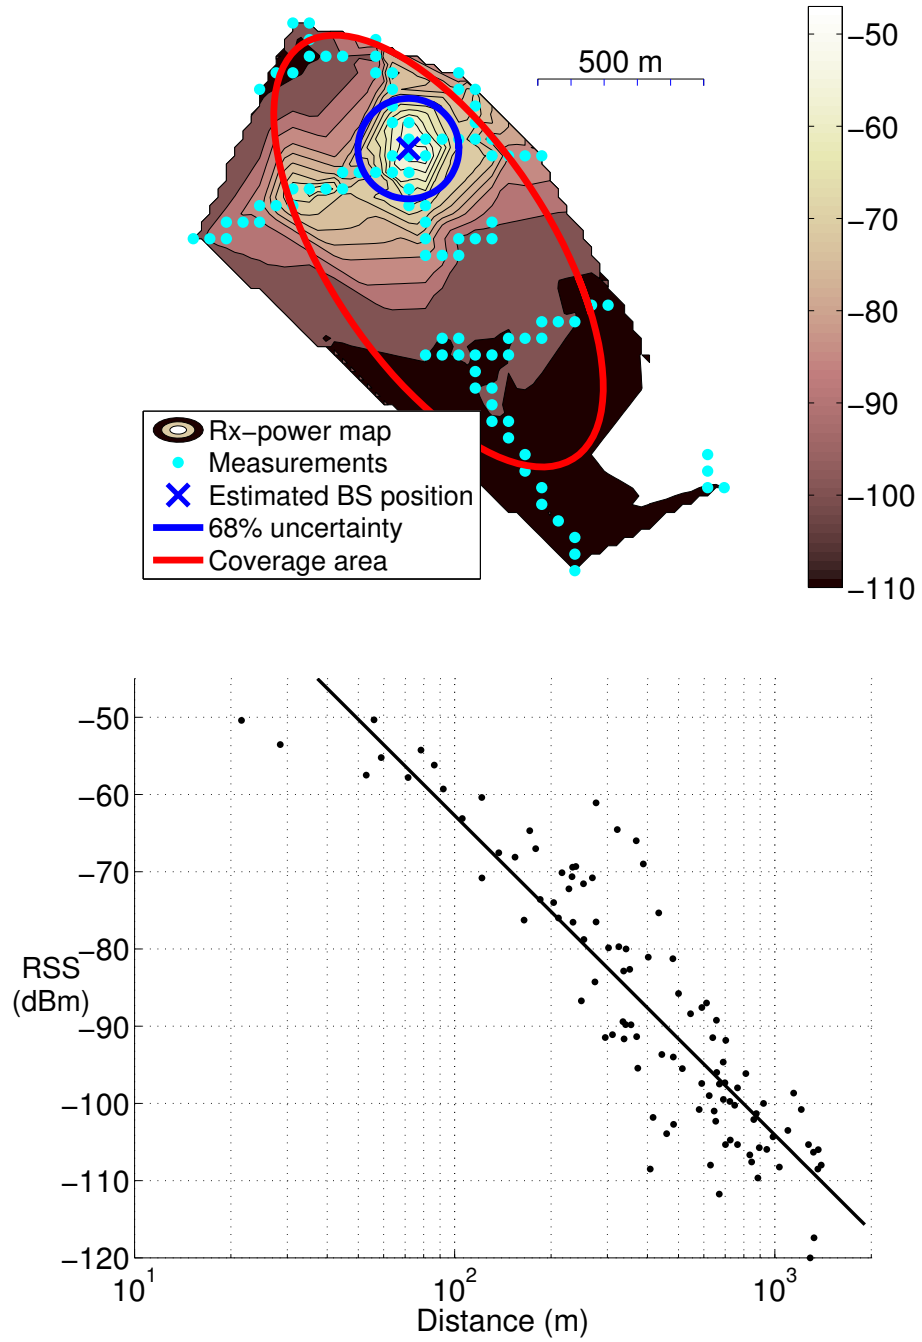 500 m
−50
−60
−70
−80
−90
−100
−110
Rx−power map
Measurements
Estimated BS position
68% uncertainty
Coverage area
−50
−60
−70
−80
−90
−100
−110
−120
RSS
(dBm)
10^1
10^2
10^3
Distance (m)